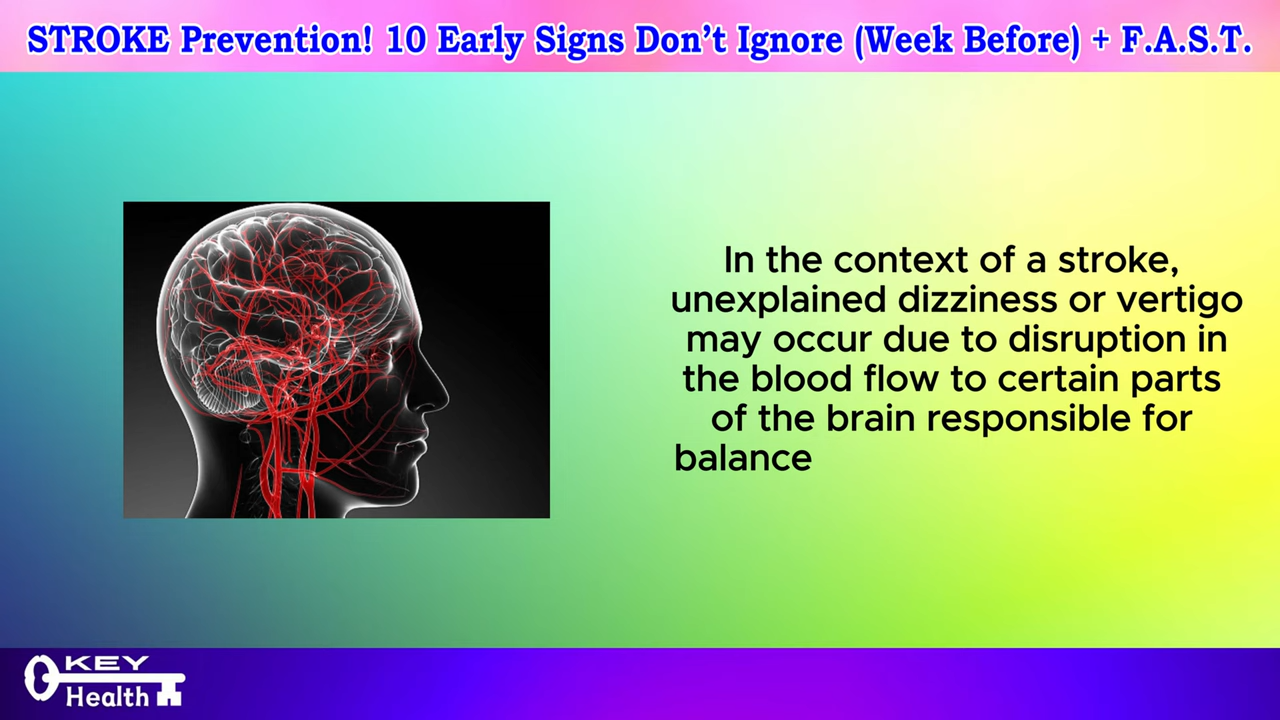 STROKE Prevention! 10 Early Signs Don’t Ignore (Week Before) + F.A.S.T.
In the context of a stroke,
unexplained dizziness or vertigo
may occur due to disruption in
the blood flow to certain parts
of the brain responsible for
balance
KEY
Health